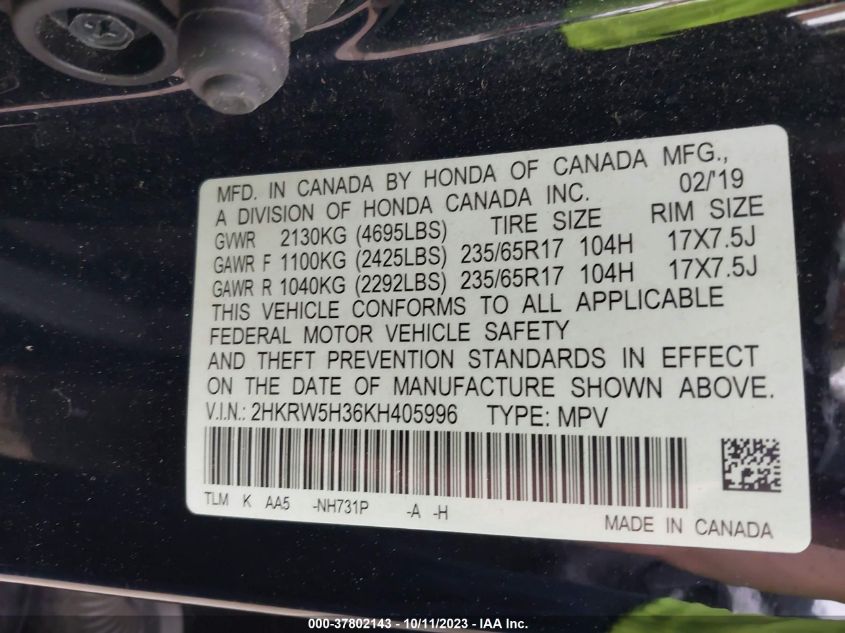 MFD. IN CANADA BY HONDA OF CANADA MFG.,
A DIVISION OF HONDA CANADA INC. 02/'19
GVWR 2130KG (4695LBS) TIRE SIZE RIM SIZE
GAWR F 1100KG (2425LBS) 235/65R17 104H 17X7.5J
GAWR R 1040KG (2292LBS) 235/65R17 104H 17X7.5J
THIS VEHICLE CONFORMS TO ALL APPLICABLE
FEDERAL MOTOR VEHICLE SAFETY
AND THEFT PREVENTION STANDARDS IN EFFECT
ON THE DATE OF MANUFACTURE SHOWN ABOVE.
V.I.N.: 2HKRW5H36KH405996 TYPE: MPV
TLM K AA5 -NH731P -A -H
MADE IN CANADA
000-37802143 - 10/11/2023 - IAA Inc.